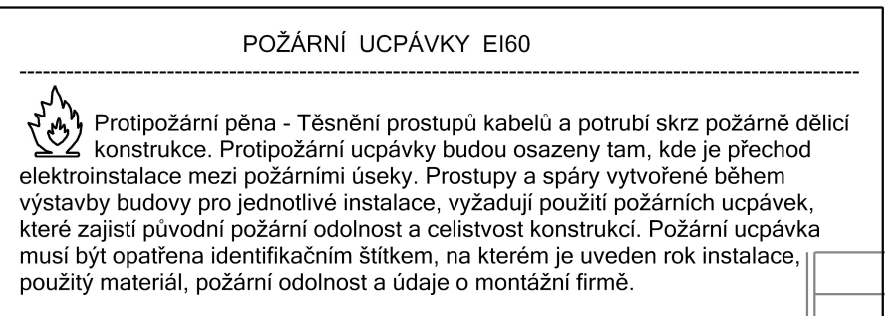 POŽÁRNÍ UCPÁVKY EI60
Protipožární pěna - Těsnění prostupů kabelů a potrubí skrz požárně dělicí
konstrukce. Protipožární ucpávky budou osazeny tam, kde je přechod
elektroinstalace mezi požárními úseky. Prostupy a spáry vytvořené během
výstavby budovy pro jednotlivé instalace, vyžadují použití požárních ucpávek,
které zajistí původní požární odolnost a celistvost konstrukcí. Požární ucpávka
musí být opatřena identifikačním štítkem, na kterém je uveden rok instalace,
použitý materiál, požární odolnost a údaje o montážní firmě.